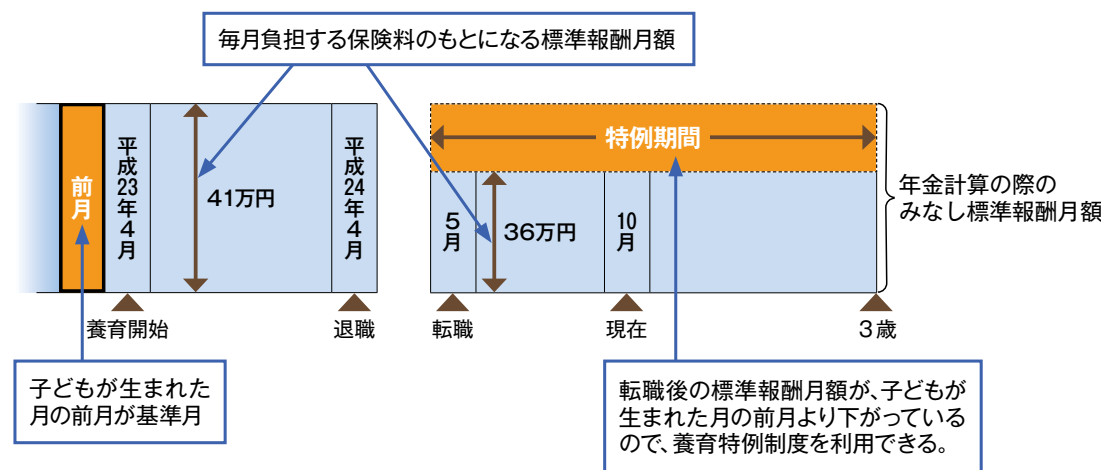 毎月負担する保険料のもとになる標準報酬月額
前月
平成23年4月
41万円
平成24年4月
特例期間
5月
36万円
10月
年金計算の際の
みなし標準報酬月額
養育開始
退職
転職
現在
3歳
子どもが生まれた
月の前月が基準月
転職後の標準報酬月額が、子どもが
生まれた月の前月より下がっている
ので、養育特例制度を利用できる。